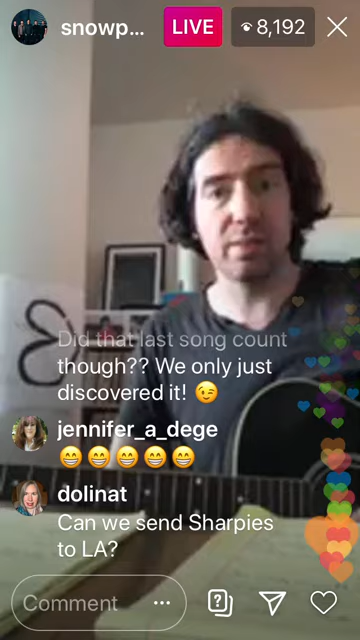 snowp...
LIVE
8,192
Did that last song count
though?? We only just
discovered it! 😉
jennifer_a_dege
😁😁😁😁😁
dolinat
Can we send Sharpies
to LA?
Comment